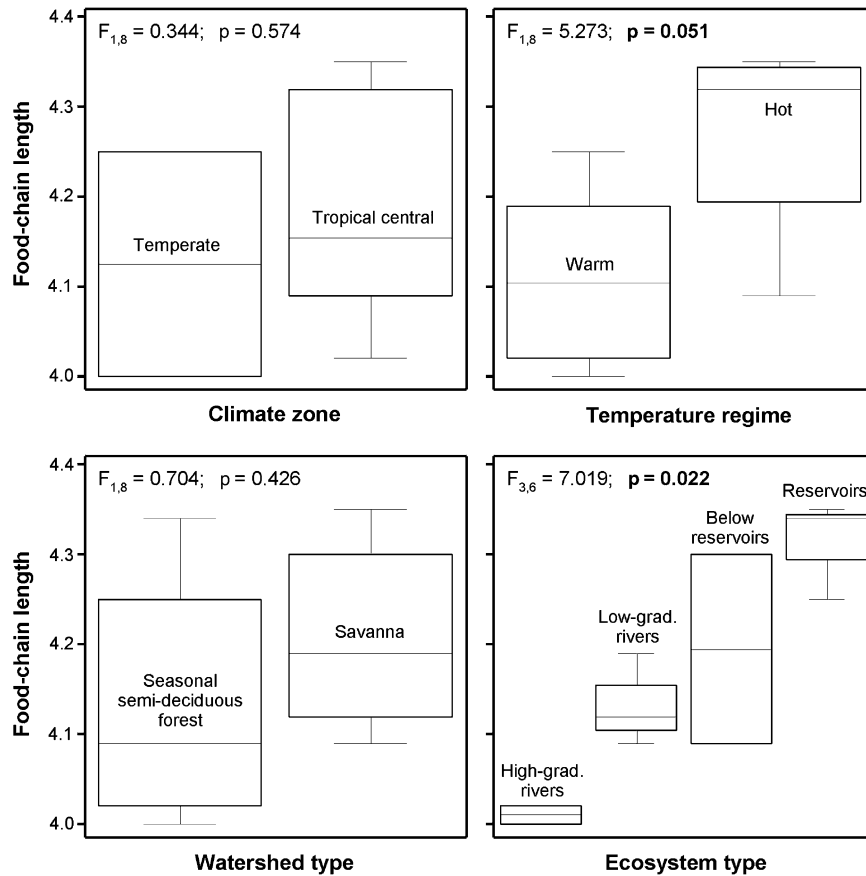 F1,8 = 0.344; p = 0.574
4.4
4.3
4.2
4.1
4.0
Food-chain length
Temperate
Tropical central
Climate zone
F1,8 = 5.273; p = 0.051
Warm
Hot
Temperature regime
F1,8 = 0.704; p = 0.426
4.4
4.3
4.2
4.1
4.0
Food-chain length
Seasonal
semi-deciduous
forest
Savanna
Watershed type
F3,6 = 7.019; p = 0.022
High-grad.
rivers
Low-grad.
rivers
Below
reservoirs
Reservoirs
Ecosystem type